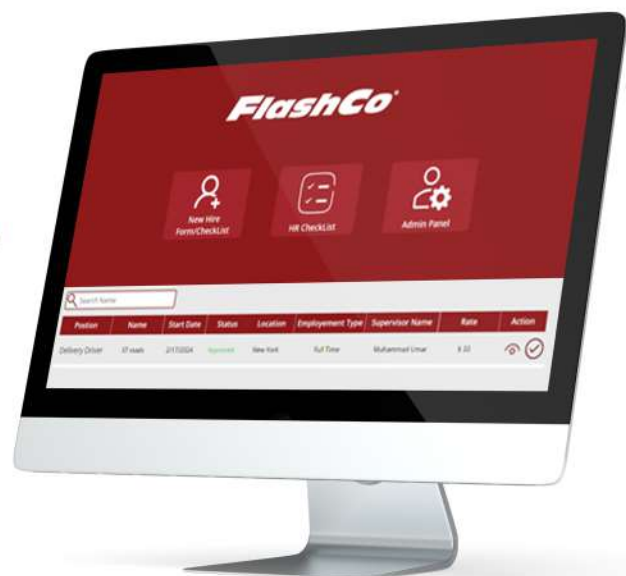 FlashCo
New Hire
Form/CheckList
HR CheckList
Admin Panel
Search Name
Postion Name Start Date Status Location Employement Type Supervisor Name Rate Action
Delivery Driver 2/17/2024 Approved New York Full Time Muhammad Umar